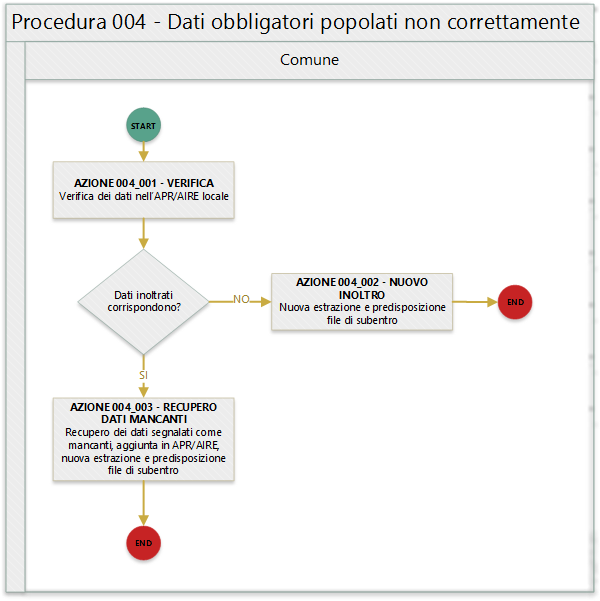 Procedura 004 - Dati obbligatori popolati non correttamente
Comune
START
AZIONE 004_001 - VERIFICA
Verifica dei dati nell'APR/AIRE locale
Dati inoltrati
corrispondono?
NO
AZIONE 004_002 - NUOVO
INOLTRO
Nuova estrazione e predisposizione
file di subentro
END
SI
AZIONE 004_003 - RECUPERO
DATI MANCANTI
Recupero dei dati segnalati come
mancanti, aggiunta in APR/AIRE,
nuova estrazione e predisposizione
file di subentro
END